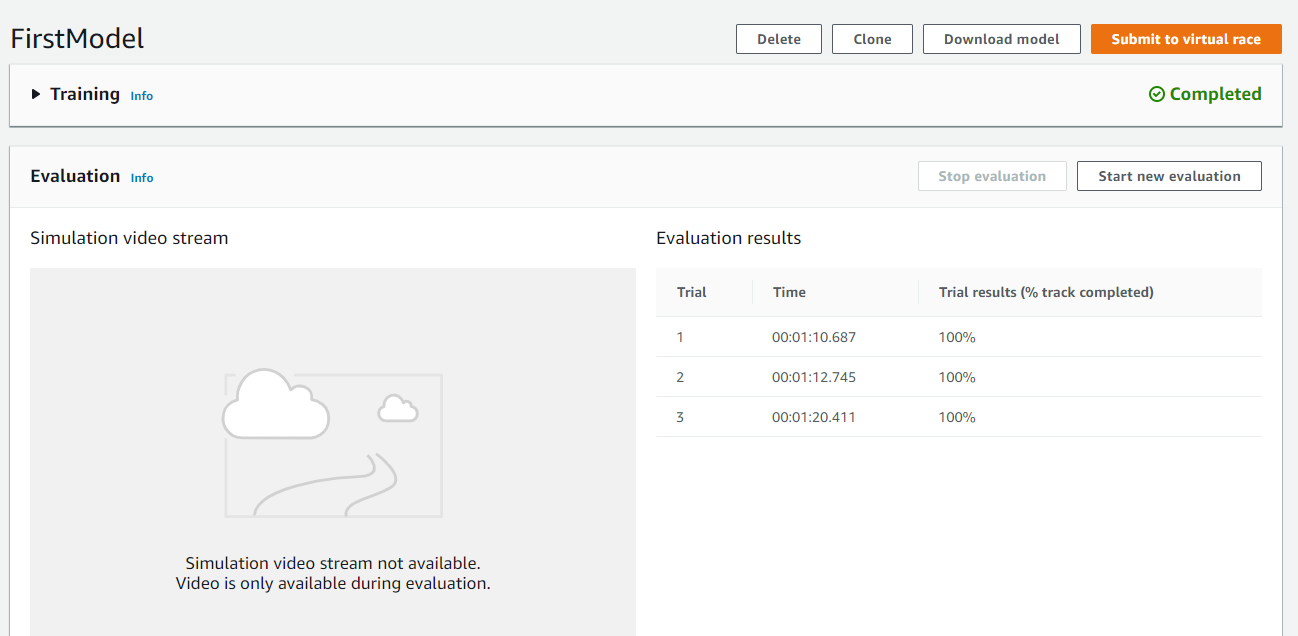 FirstModel
Delete
Clone
Download model
Submit to virtual race
Training Info
Completed
Evaluation Info
Stop evaluation
Start new evaluation
Simulation video stream
Simulation video stream not available.
Video is only available during evaluation.
Evaluation results
Trial Time Trial results (% track completed)
1 00:01:10.687 100%
2 00:01:12.745 100%
3 00:01:20.411 100%